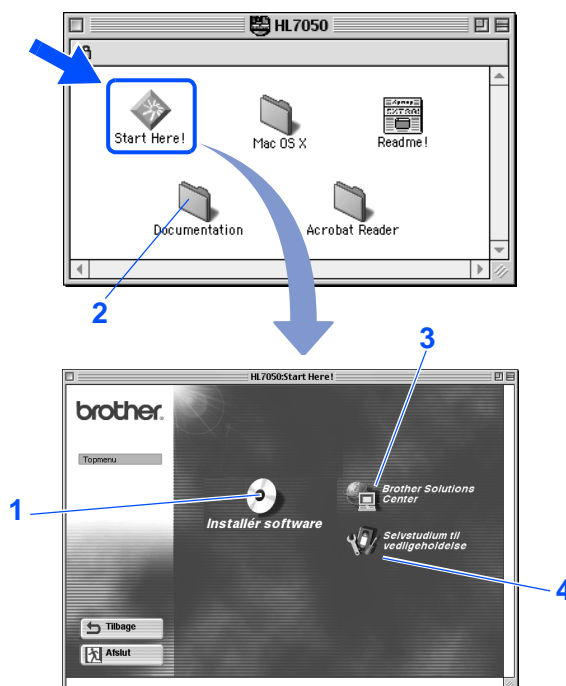 HL7050
Start Here!
Mac OS X
Readme!
Documentation
Acrobat Reader
2
3
HL7050:Start Here!
brother.
Topmenu
1
Installér software
Brother Solutions
Center
Selvstudium til
vedligeholdelse
4
Tilbage
Afslut